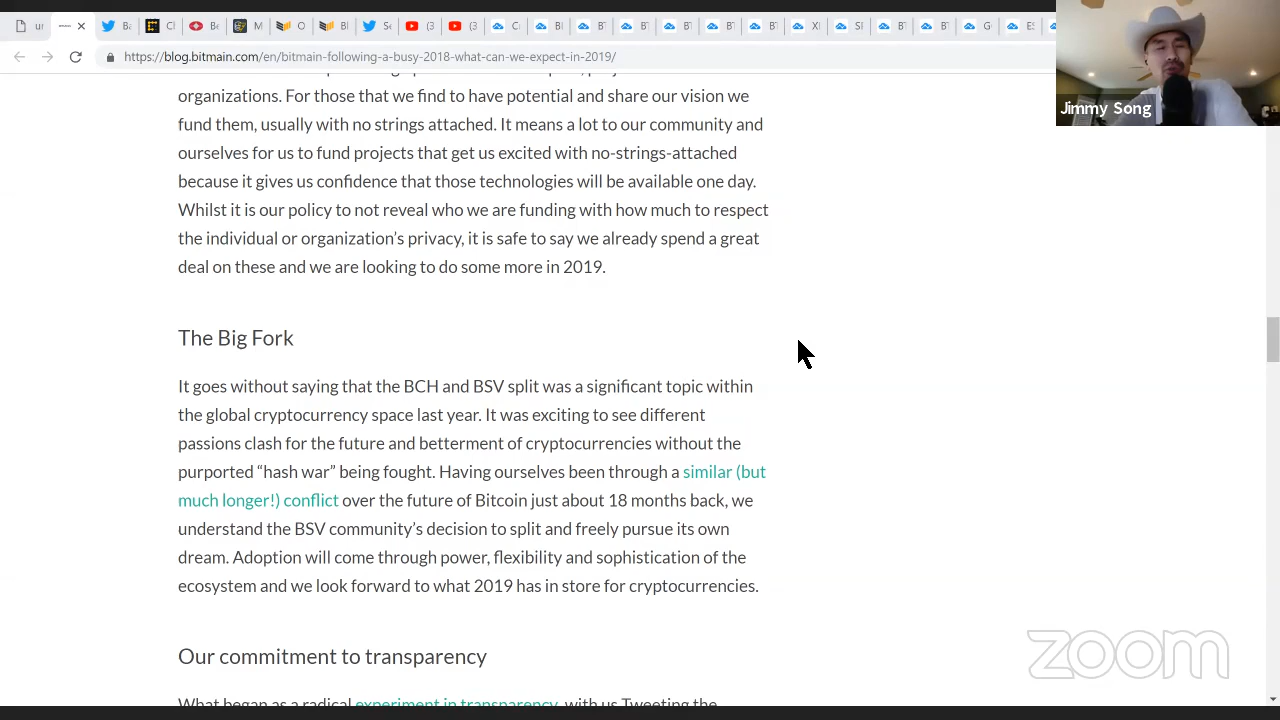 https://blog.bitmain.com/en/bitmain-following-a-busy-2018-what-can-we-expect-in-2019/
Jimmy Song
organizations. For those that we find to have potential and share our vision we
fund them, usually with no strings attached. It means a lot to our community and
ourselves for us to fund projects that get us excited with no-strings-attached
because it gives us confidence that those technologies will be available one day.
Whilst it is our policy to not reveal who we are funding with how much to respect
the individual or organization's privacy, it is safe to say we already spend a great
deal on these and we are looking to do some more in 2019.
The Big Fork
It goes without saying that the BCH and BSV split was a significant topic within
the global cryptocurrency space last year. It was exciting to see different
passions clash for the future and betterment of cryptocurrencies without the
purported “hash war” being fought. Having ourselves been through a similar (but
much longer!) conflict over the future of Bitcoin just about 18 months back, we
understand the BSV community's decision to split and freely pursue its own
dream. Adoption will come through power, flexibility and sophistication of the
ecosystem and we look forward to what 2019 has in store for cryptocurrencies.
Our commitment to transparency
What began as a radical experiment in transparency, with us Tweeting the
zoom